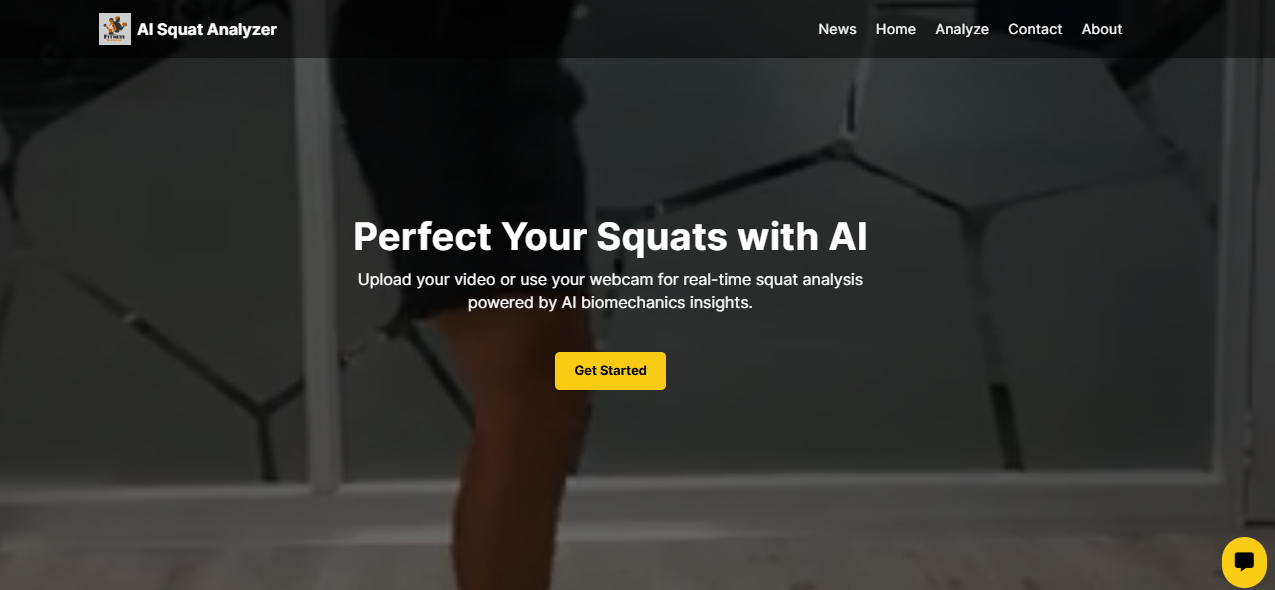 AI Squat Analyzer
News Home Analyze Contact About
Perfect Your Squats with AI
Upload your video or use your webcam for real-time squat analysis
powered by AI biomechanics insights.
Get Started